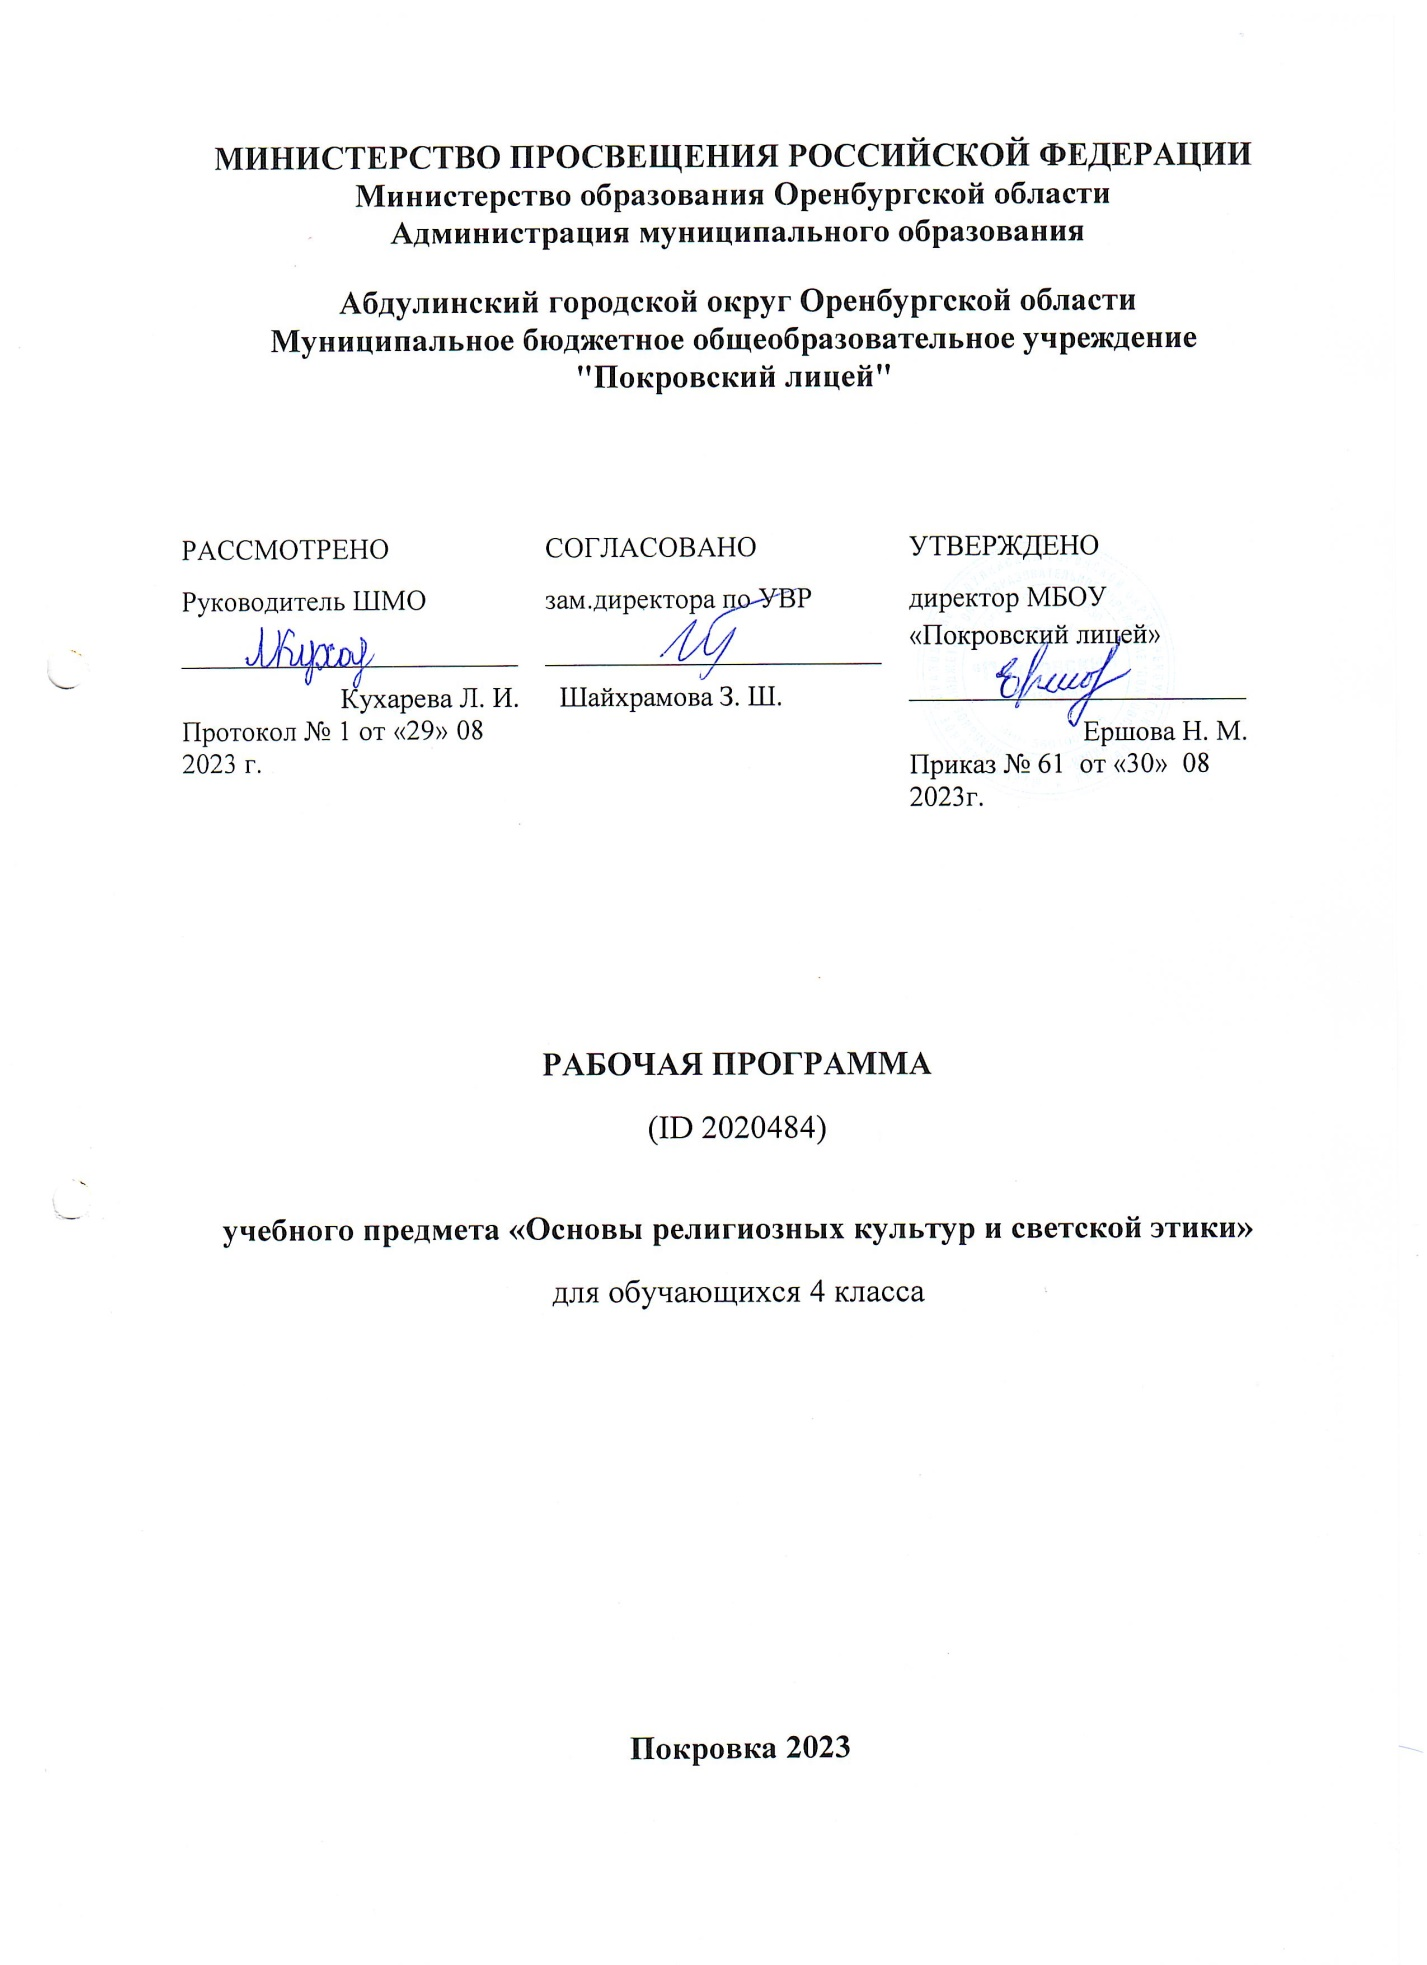 МИНИСТЕРСТВО ПРОСВЕЩЕНИЯ РОССИЙСКОЙ ФЕДЕРАЦИИ
Министерство образования Оренбургской области
Администрация муниципального образования
Абдулинский городской округ Оренбургской области
Муниципальное бюджетное общеобразовательное учреждение
"Покровский лицей"
РАССМОТРЕНО
Руководитель ШМО
Кухарева Л. И.
Протокол № 1 от «29» 08
2023 г.
СОГЛАСОВАНО
зам.директора по УВР
Шайхрамова З. Ш.
УТВЕРЖДЕНО
директор МБОУ
«Покровский лицей»
Ершова Н. М.
Приказ № 61 от «30» 08
2023г.
РАБОЧАЯ ПРОГРАММА
(ID 2020484)
учебного предмета «Основы религиозных культур и светской этики»
для обучающихся 4 класса
Покровка 2023